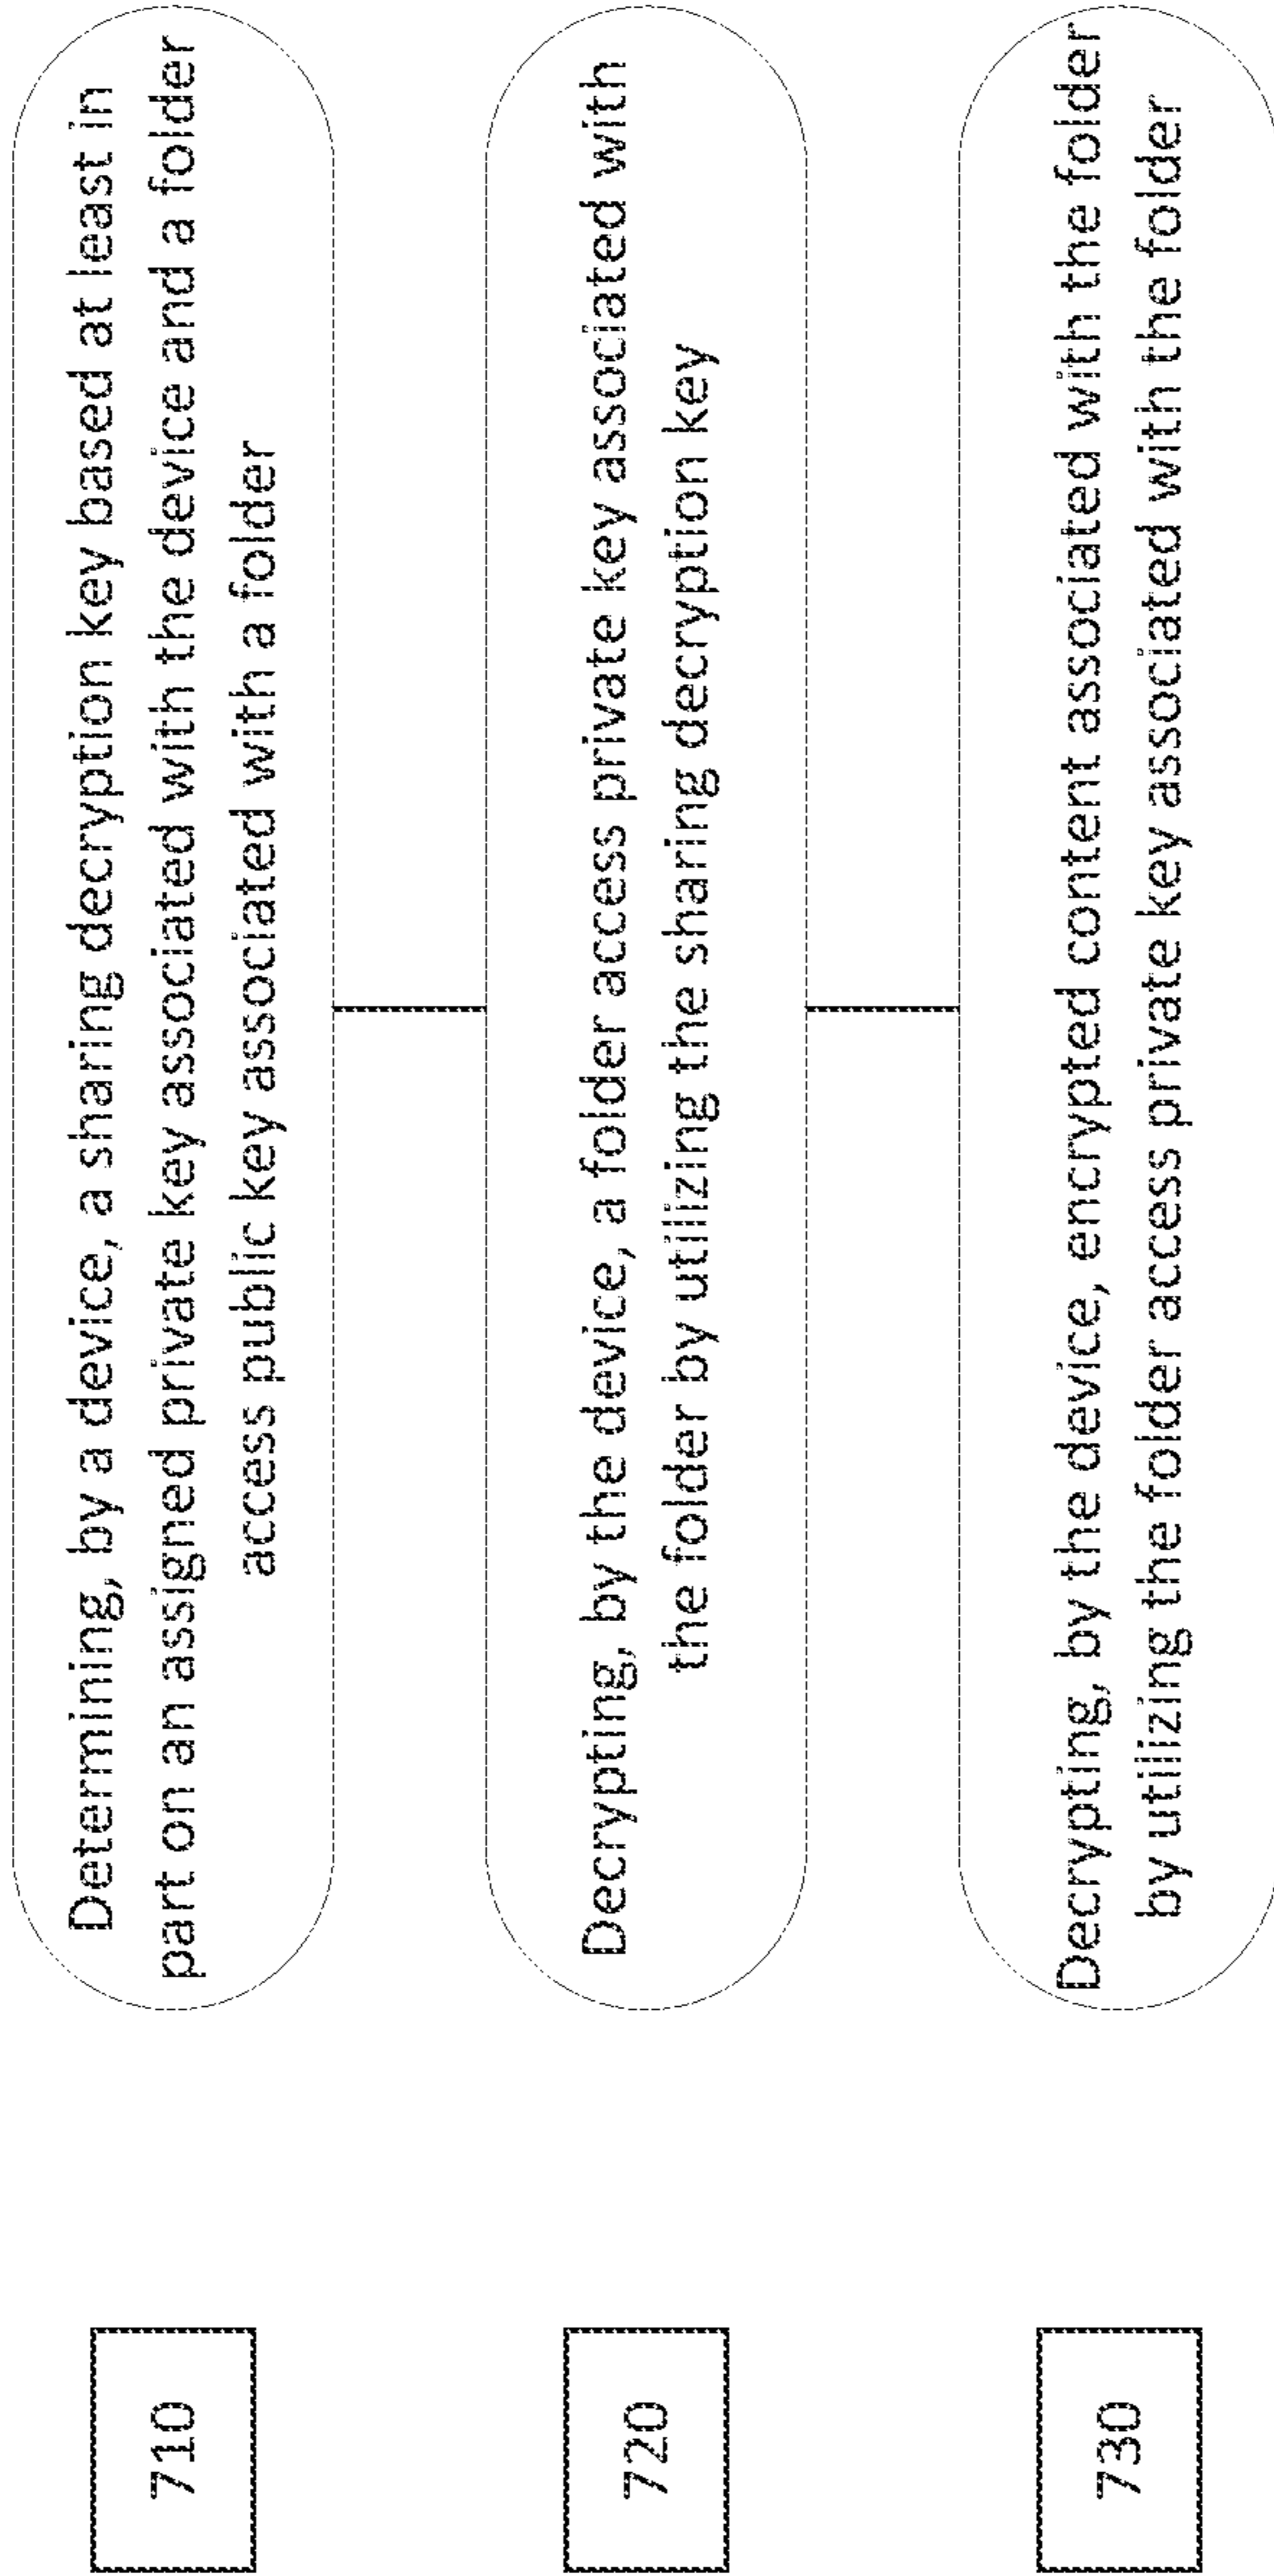 710
Determining, by a device, a sharing decryption key based at least in
part on an assigned private key associated with the device and a folder
access public key associated with a folder
720
Decrypting, by the device, a folder access private key associated with
the folder by utilizing the sharing decryption key
730
Decrypting, by the device, encrypted content associated with the folder
by utilizing the folder access private key associated with the folder